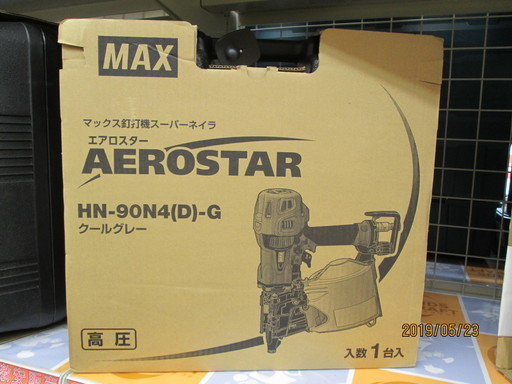 MAX
マックス釘打機スーパーネイラ
エアロスター
AEROSTAR
HN-90N4(D)-G
クールグレー
高圧
入数1台入
2019/05/23